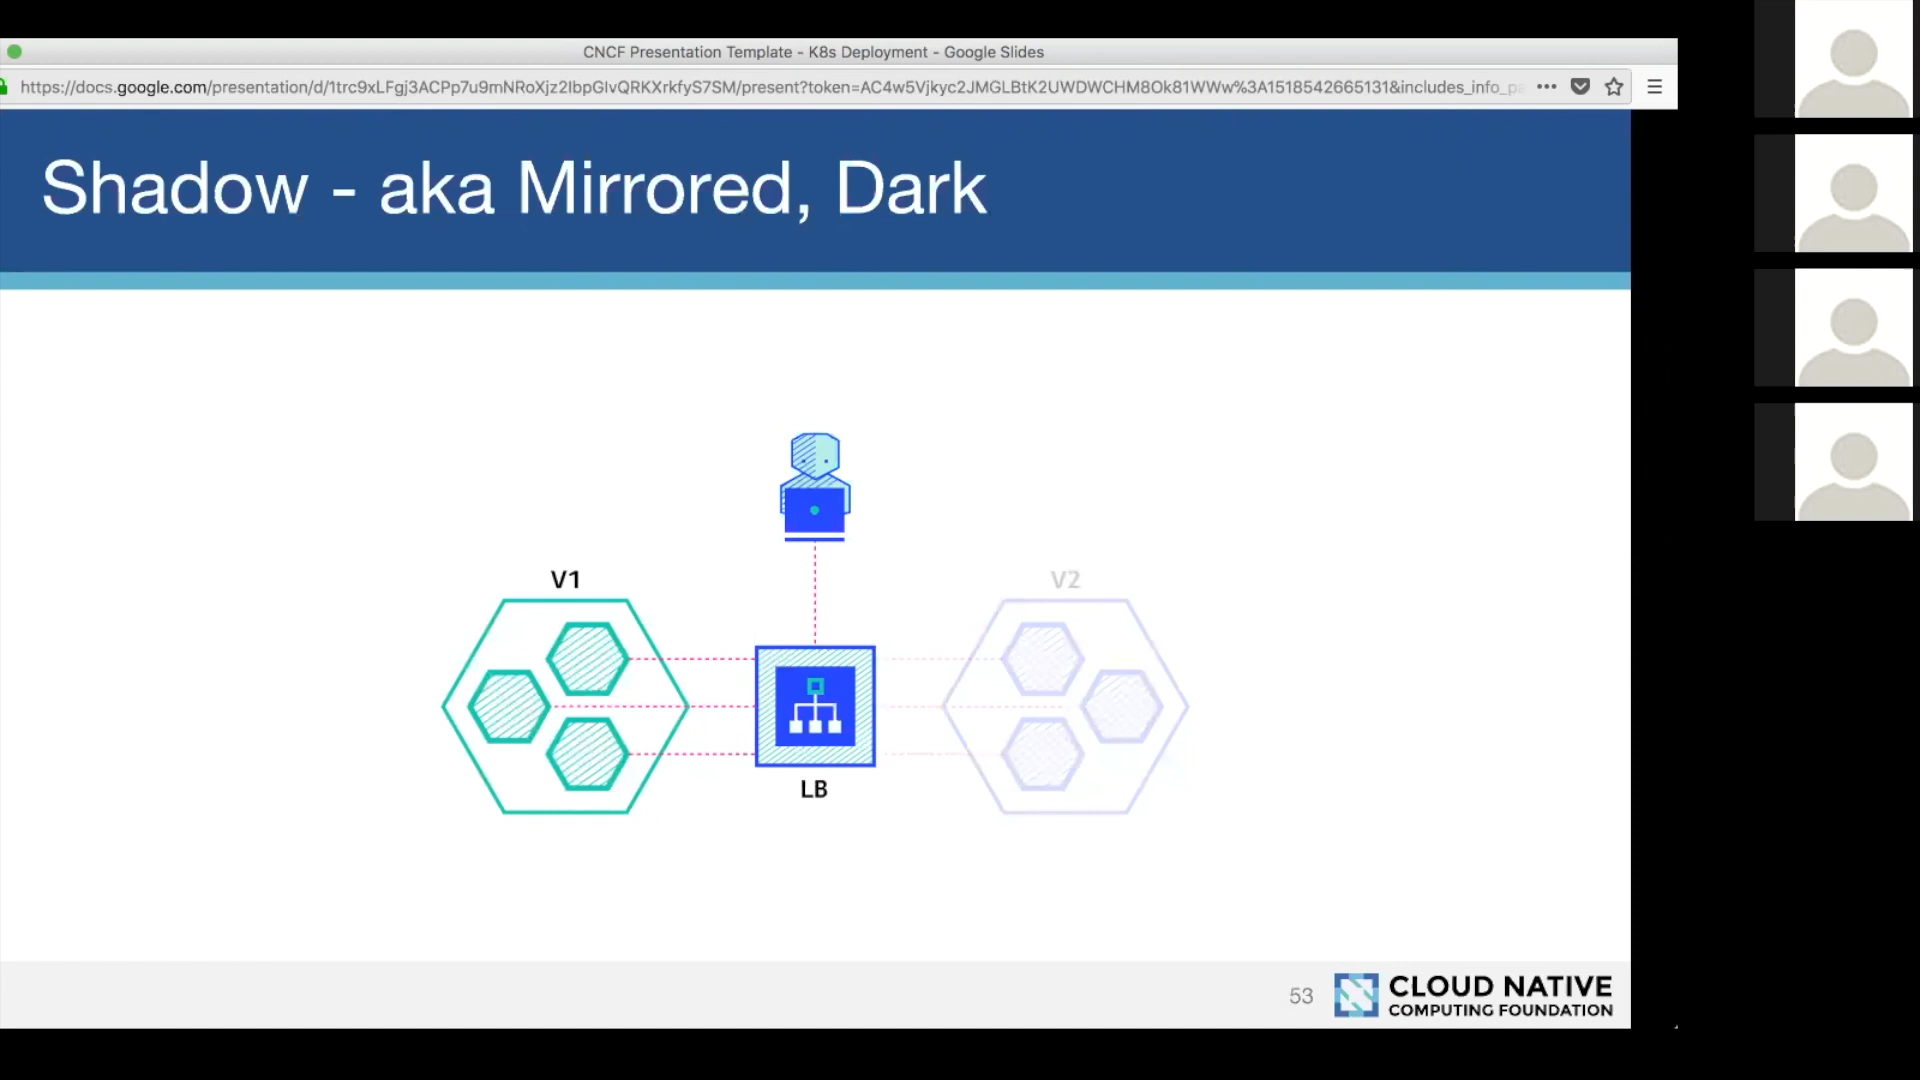 CNCF Presentation Template - K8s Deployment - Google Slides
https://docs.google.com/presentation/d/1trc9xLFgj3ACPp7u9mNRoXjz2IbpGIvQRKXrkfyS7SM/present?token=AC4w5Vjkyc2JMGLBtK2UWDWCHM8Ok81WWw%3A1518542665131&includes_info_pa
Shadow - aka Mirrored, Dark
V1
V2
LB
53
CLOUD NATIVE
COMPUTING FOUNDATION